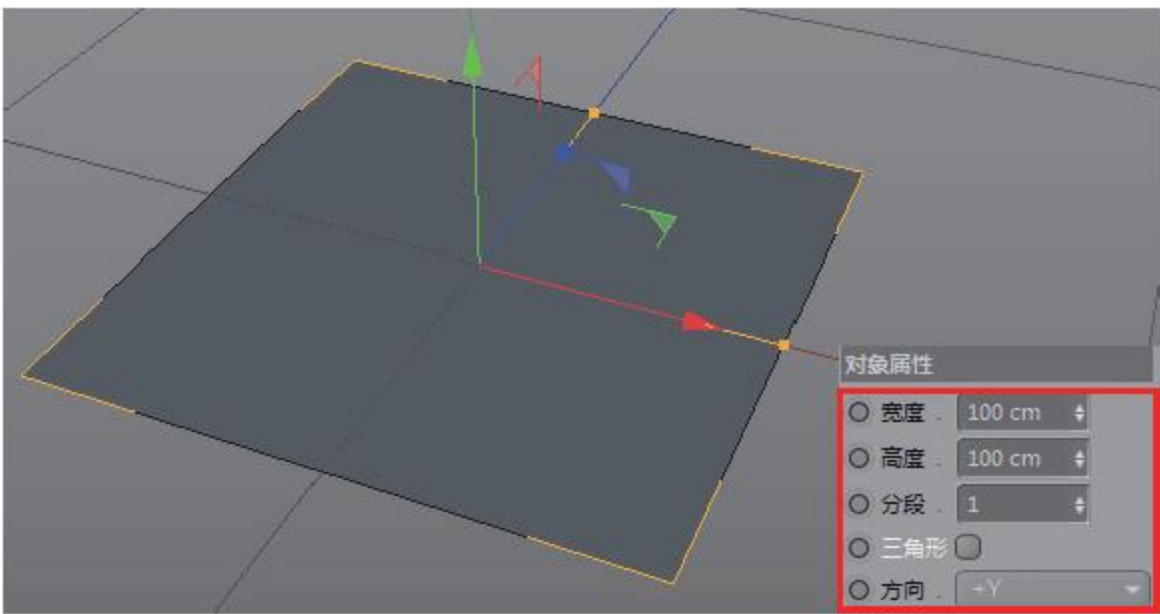 对象属性
宽度 . 100 cm
高度 . 100 cm
分段 . 1
三角形
方向 . +Y